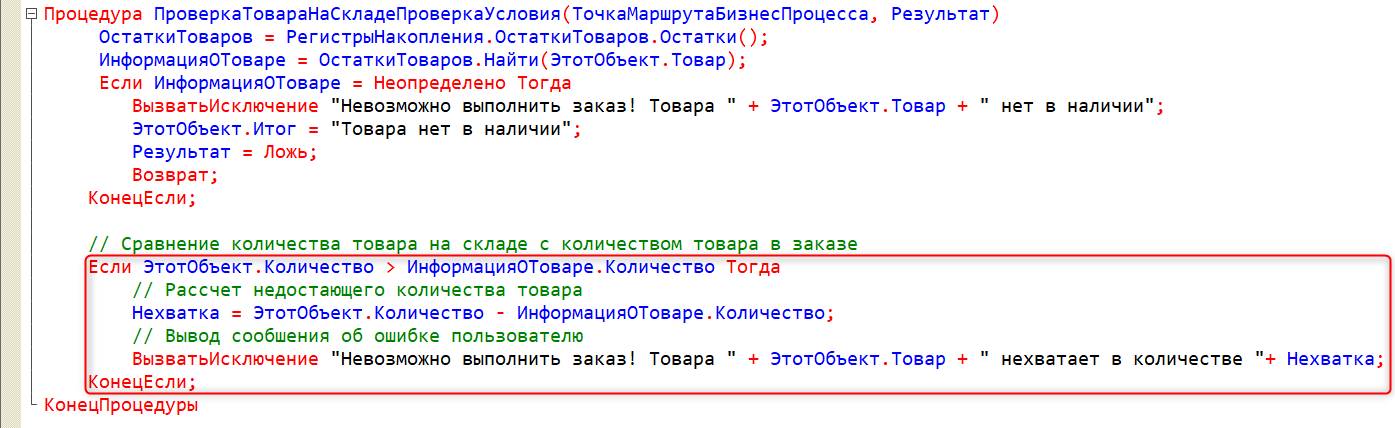 Процедура ПроверкаТовараНаСкладеПроверкаУсловия(ТочкаМаршрутаБизнесПроцесса, Результат)
ОстаткиТоваров = РегистрыНакопления.ОстаткиТоваров.Остатки();
ИнформацияОТоваре = ОстаткиТоваров.Найти(ЭтотОбъект.Товар);
Если ИнформацияОТоваре = Неопределено Тогда
ВызватьИсключение "Невозможно выполнить заказ! Товара " + ЭтотОбъект.Товар + " нет в наличии";
ЭтотОбъект.Итог = "Товара нет в наличии";
Результат = Ложь;
Возврат;
КонецЕсли;
// Сравнение количества товара на складе с количеством товара в заказе
Если ЭтотОбъект.Количество > ИнформацияОТоваре.Количество Тогда
// Рассчет недостающего количества товара
Нехватка = ЭтотОбъект.Количество - ИнформацияОТоваре.Количество;
// Вывод сообшения об ошибке пользователю
ВызватьИсключение "Невозможно выполнить заказ! Товара " + ЭтотОбъект.Товар + " нехватает в количестве "+ Нехватка;
КонецЕсли;
КонецПроцедуры